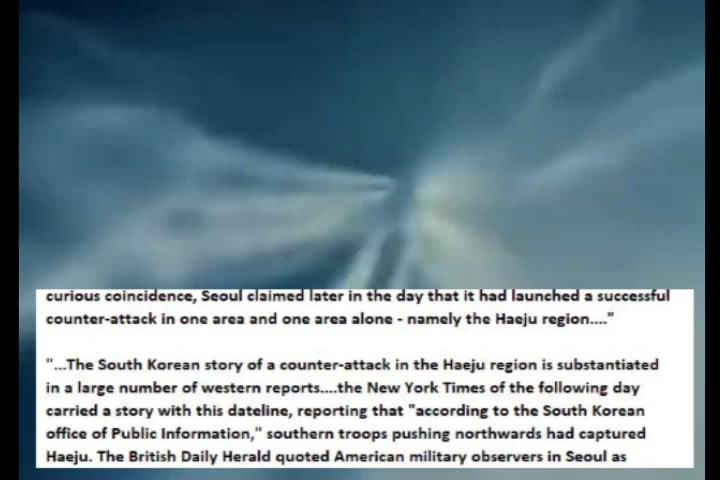 curious coincidence, Seoul claimed later in the day that it had launched a successful
counter-attack in one area and one area alone - namely the Haeju region...."
"...The South Korean story of a counter-attack in the Haeju region is substantiated
in a large number of western reports....the New York Times of the following day
carried a story with this dateline, reporting that "according to the South Korean
office of Public Information," southern troops pushing northwards had captured
Haeju. The British Daily Herald quoted American military observers in Seoul as